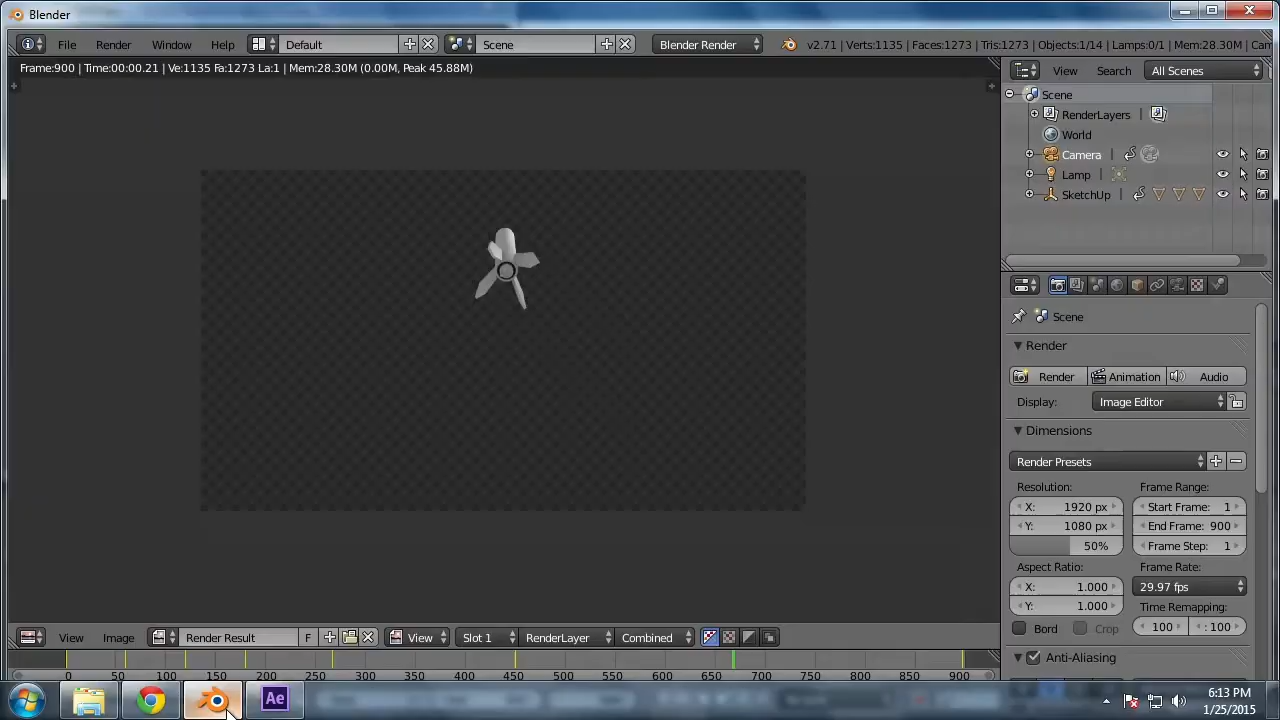 Blender
File Render Window Help Default Scene Blender Render v2.71 | Verts:1135 | Faces:1273 | Tris:1273 | Objects:1/14 | Lamps:0/1 | Mem:28.30M |
Frame:900 | Time:00:00.21 | Ve:1135 Fa:1273 La:1 | Mem:28.30M (0.00M, Peak 45.88M)
View Search All Scenes
Scene
RenderLayers
World
Camera
Lamp
SketchUp
Scene
Render
Render Animation Audio
Display: Image Editor
Dimensions
Render Presets
Resolution: Frame Range:
X: 1920 px Start Frame: 1
Y: 1080 px End Frame: 900
50% Frame Step: 1
Aspect Ratio: Frame Rate:
X: 1.000 29.97 fps
Y: 1.000 Time Remapping:
Bord Crop 100 : 100
Anti-Aliasing
View Image Render Result F View Slot 1 RenderLayer Combined
0 50 100 150 200 250 300 350 400 450 500 550 600 650 700 750 800 850 900
Ae
6:13 PM
1/25/2015